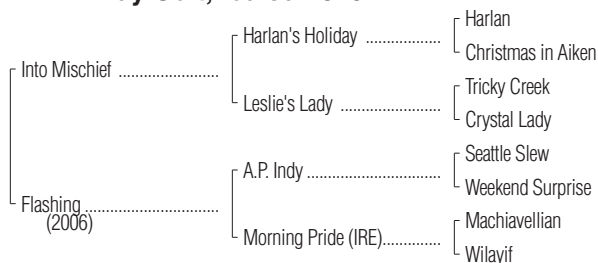 Harlan
Harlan's Holiday ..................
Christmas in Aiken
Into Mischief ........................
Tricky Creek
Leslie's Lady ........................
Crystal Lady
Seattle Slew
A.P. Indy ................................
Weekend Surprise
Flashing ................................
(2006)
Machiavellian
Morning Pride (IRE)..............
Wilayif